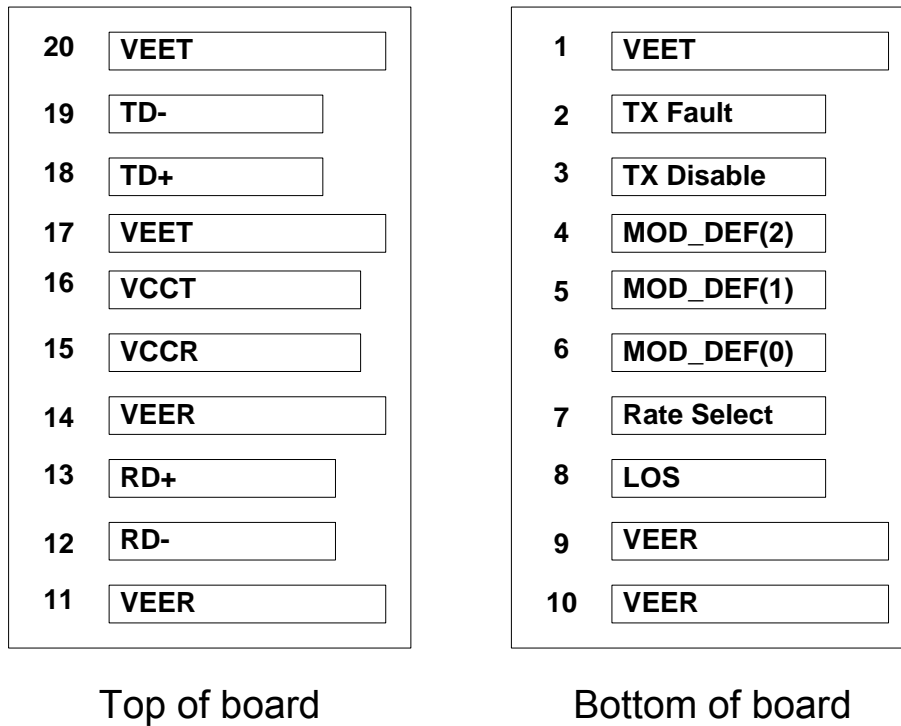 20 VEET
19 TD-
18 TD+
17 VEET
16 VCCT
15 VCCR
14 VEER
13 RD+
12 RD-
11 VEER
Top of board
1 VEET
2 TX Fault
3 TX Disable
4 MOD_DEF(2)
5 MOD_DEF(1)
6 MOD_DEF(0)
7 Rate Select
8 LOS
9 VEER
10 VEER
Bottom of board